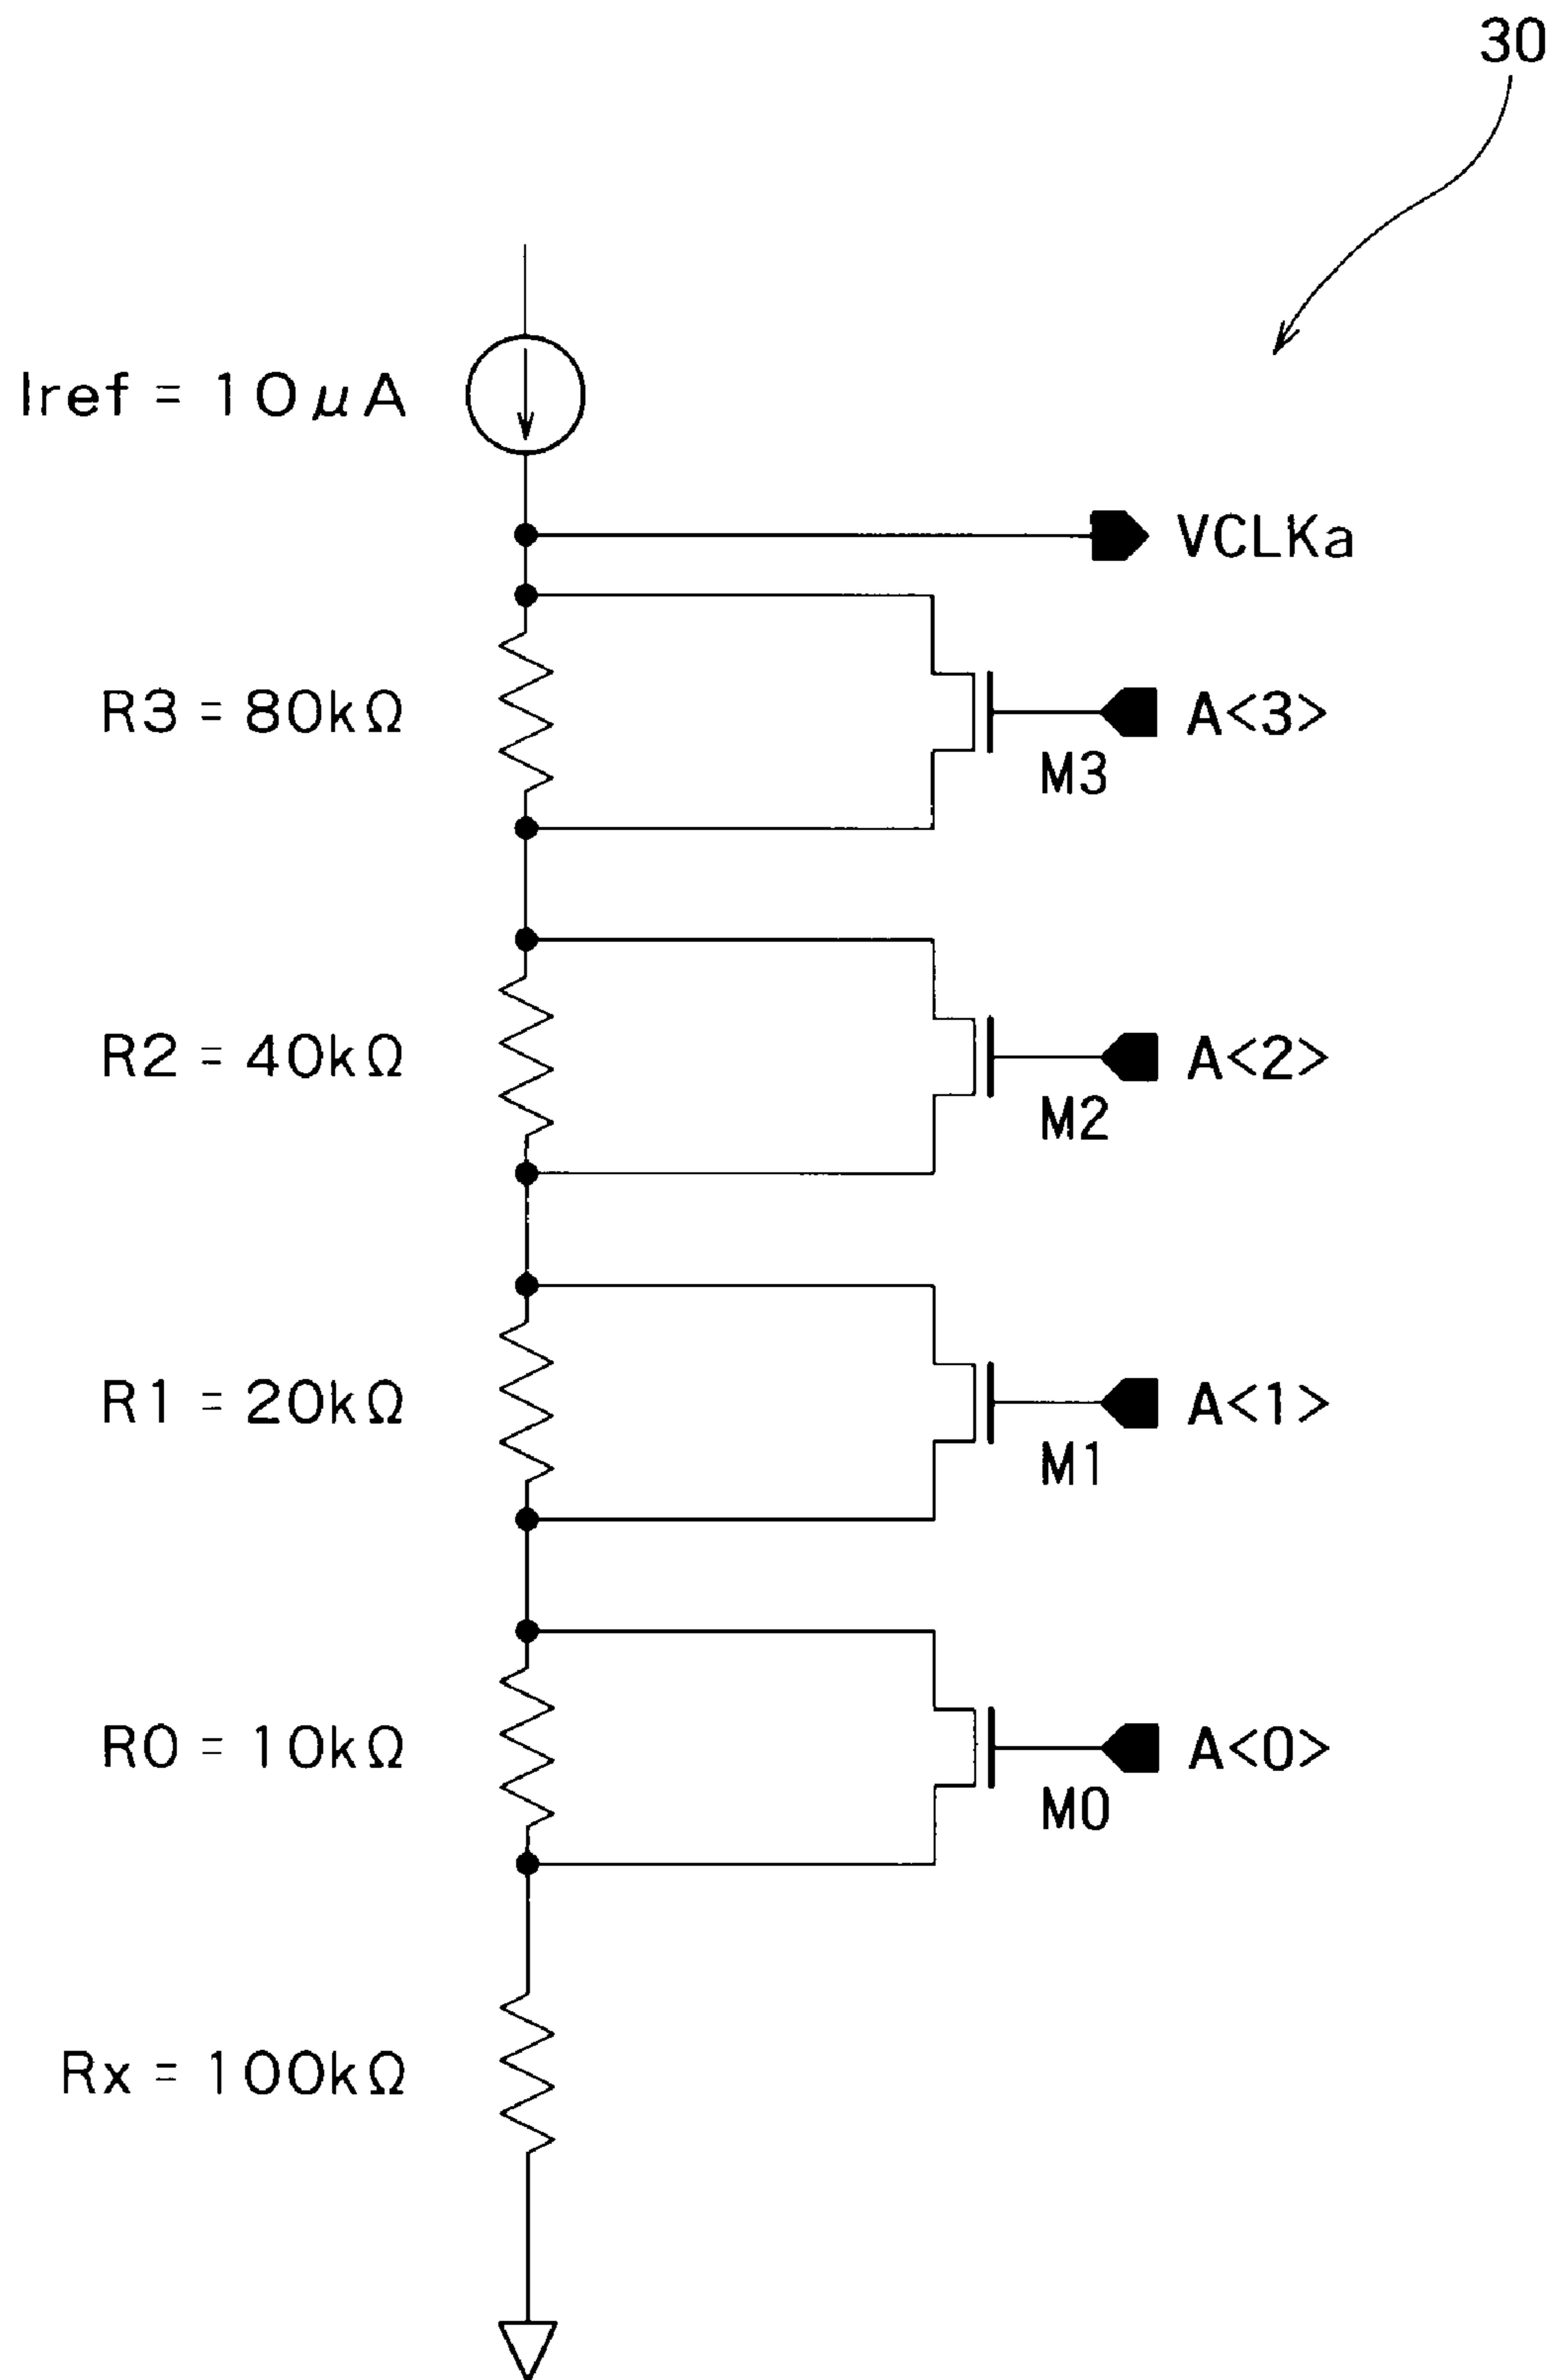 30
Iref = 10μA
VCLKa
R3 = 80kΩ
A<3>
M3
R2 = 40kΩ
A<2>
M2
R1 = 20kΩ
A<1>
M1
R0 = 10kΩ
A<0>
M0
Rx = 100kΩ